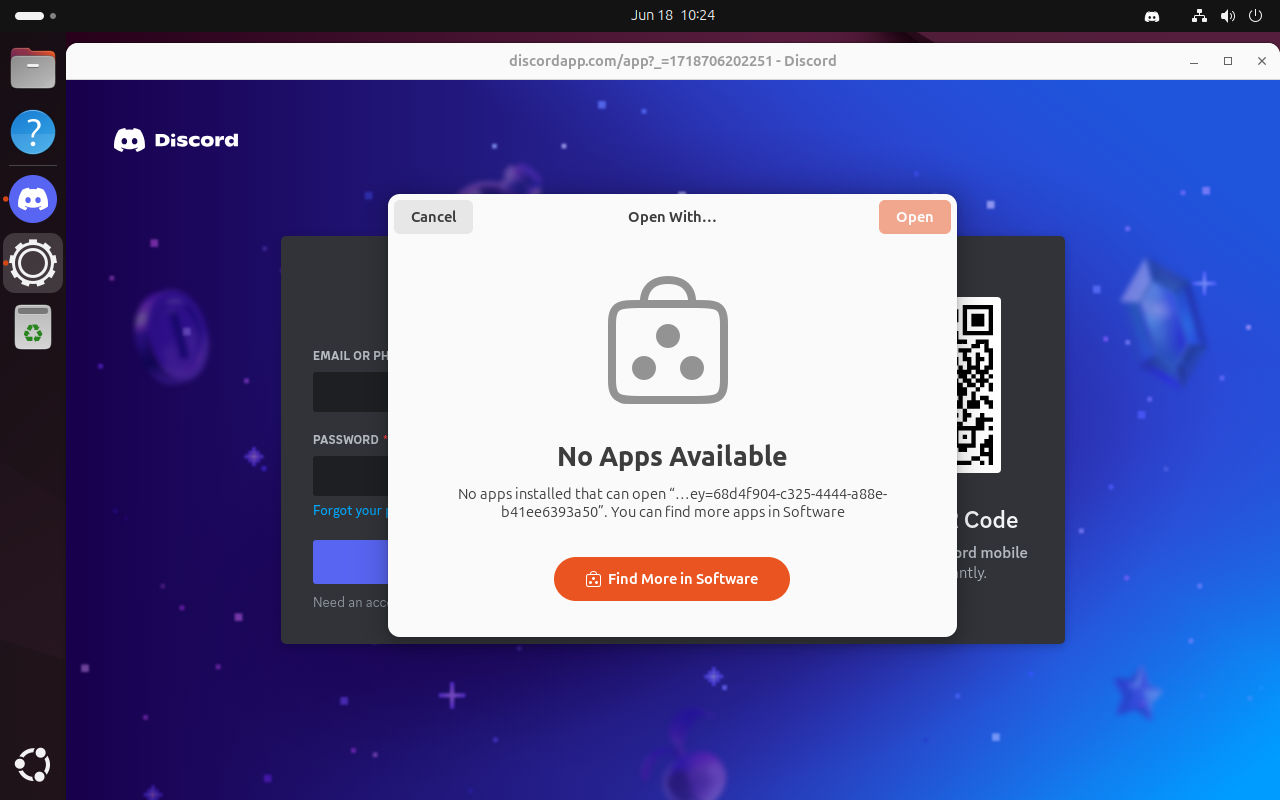 Jun 18 10:24
discordapp.com/app?_=1718706202251 - Discord
Discord
Cancel
Open With…
Open
EMAIL OR PH
PASSWORD *
Forgot your p
Need an acco
No Apps Available
No apps installed that can open “…ey=68d4f904-c325-4444-a88e-
b41ee6393a50”. You can find more apps in Software
Find More in Software
Code
ord mobile
ntly.